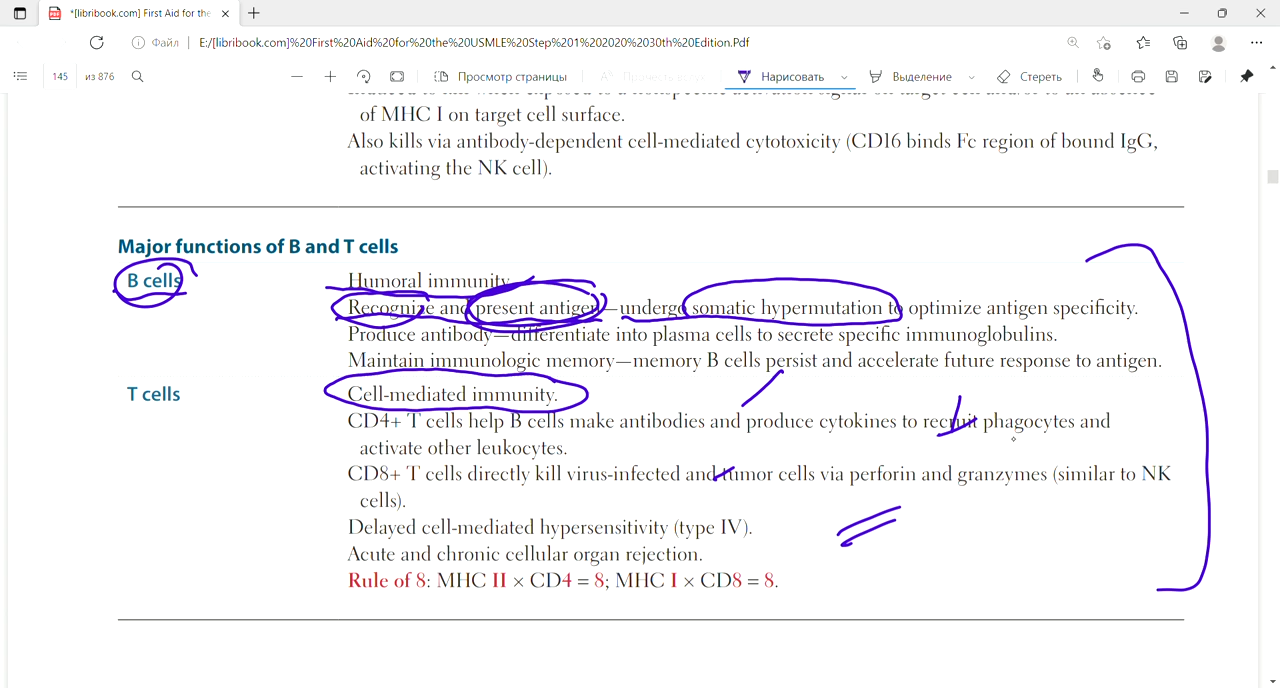 *[libribook.com] First Aid for the
Файл E:/[libribook.com]%20First%20Aid%20for%20the%20USMLE%20Step%201%202020%2030th%20Edition.Pdf
145 из 876 Просмотр страницы Прочесть вслух Нарисовать Выделение Стереть
of MHC I on target cell surface.
Also kills via antibody-dependent cell-mediated cytotoxicity (CD16 binds Fc region of bound IgG,
activating the NK cell).
Major functions of B and T cells
B cells Humoral immunity.
Recognize and present antigen—undergo somatic hypermutation to optimize antigen specificity.
Produce antibody—differentiate into plasma cells to secrete specific immunoglobulins.
Maintain immunologic memory—memory B cells persist and accelerate future response to antigen.
T cells Cell-mediated immunity.
CD4+ T cells help B cells make antibodies and produce cytokines to recruit phagocytes and
activate other leukocytes.
CD8+ T cells directly kill virus-infected and tumor cells via perforin and granzymes (similar to NK
cells).
Delayed cell-mediated hypersensitivity (type IV).
Acute and chronic cellular organ rejection.
Rule of 8: MHC II × CD4 = 8; MHC I × CD8 = 8.